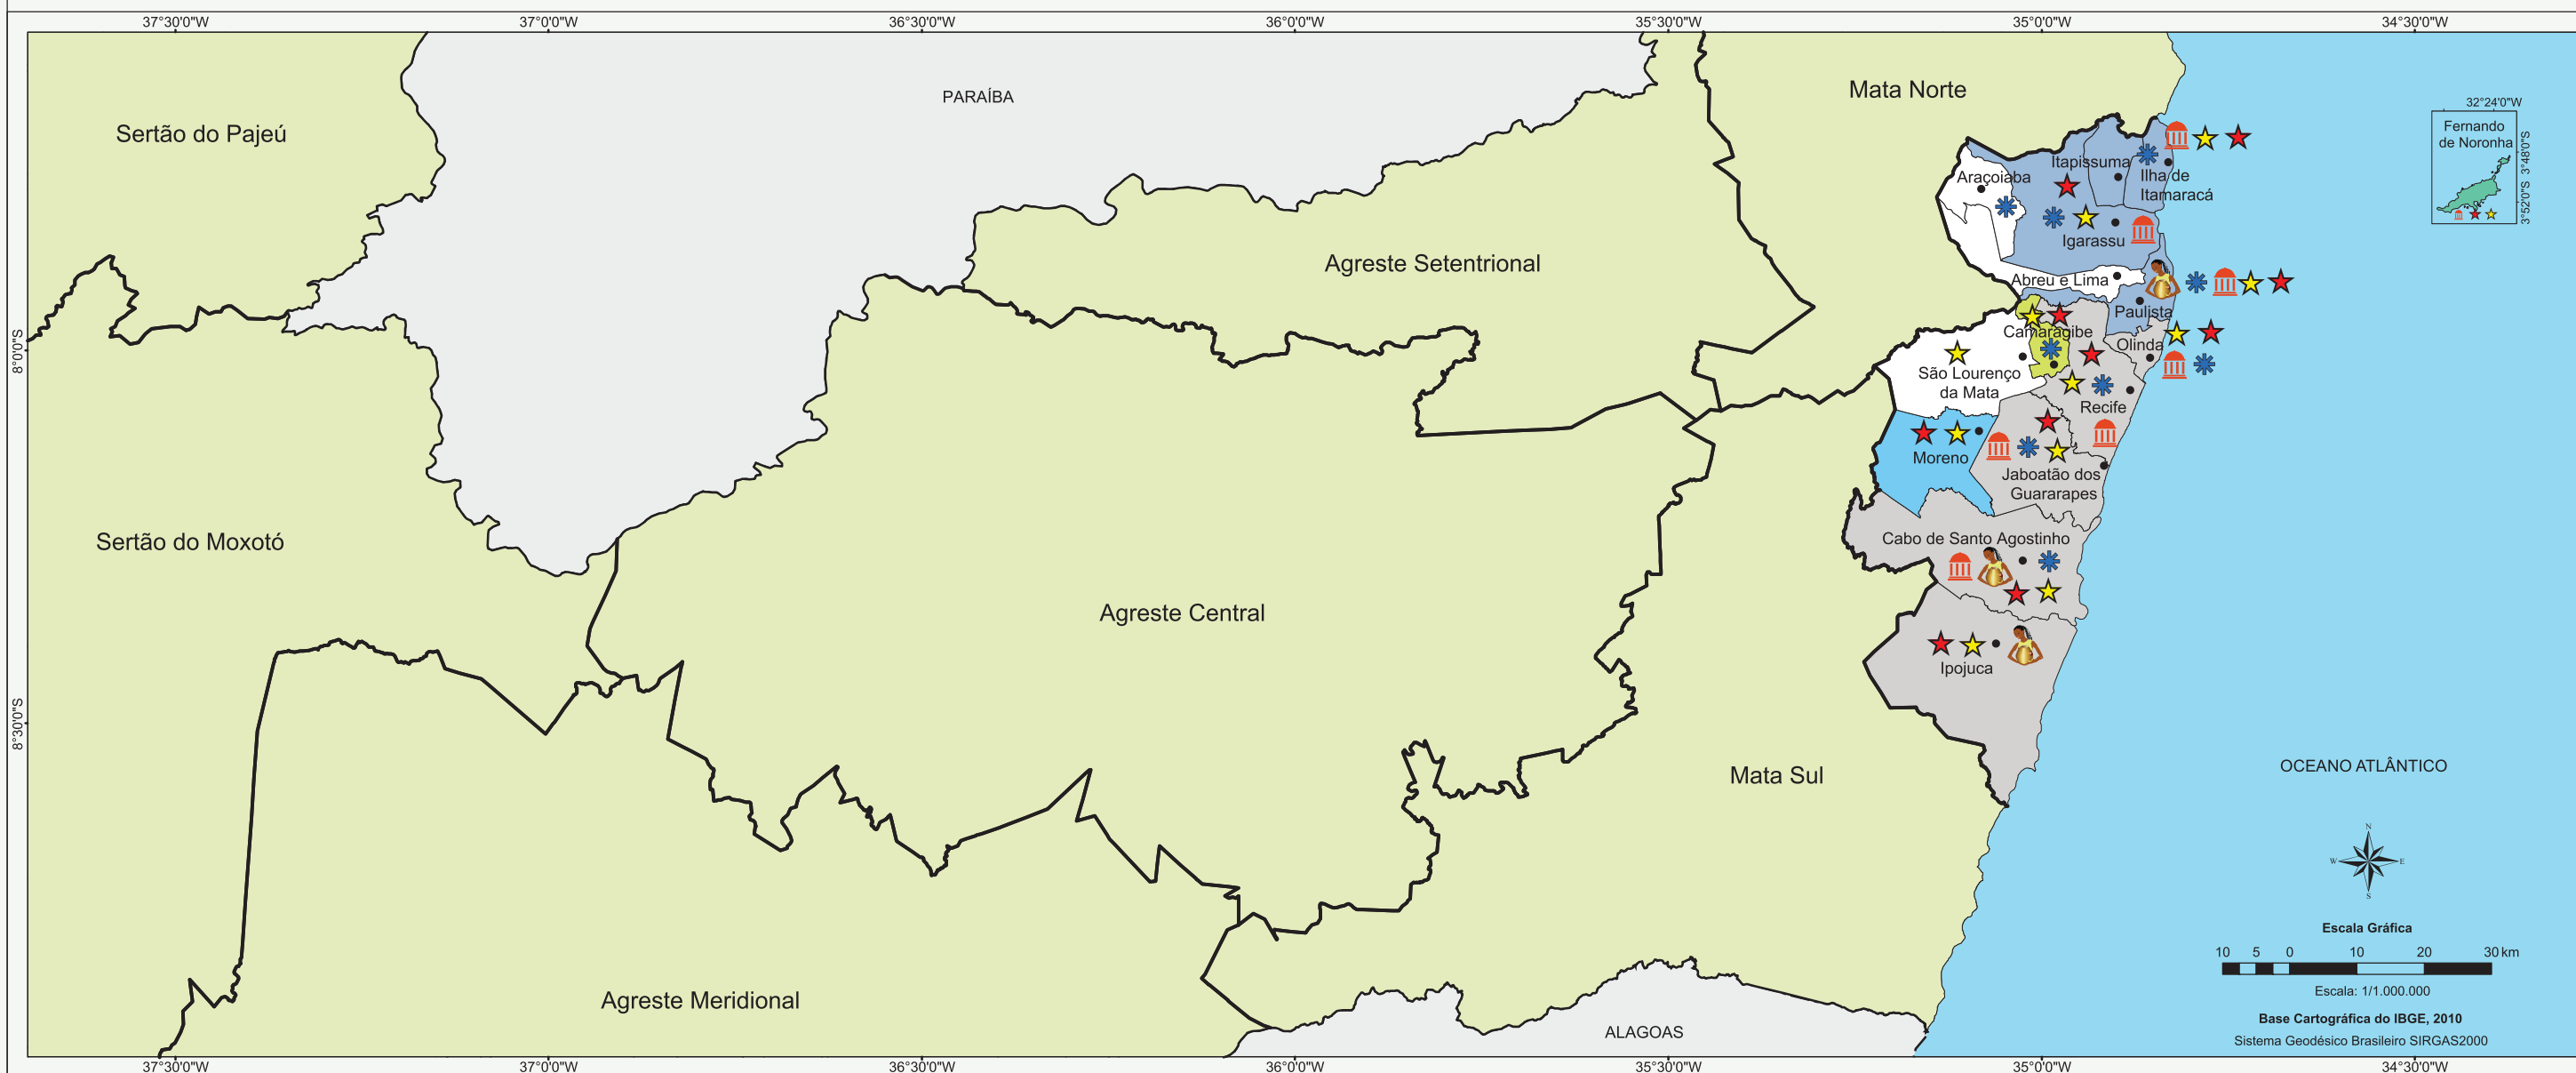 37°30'0"W
37°0'0"W
36°30'0"W
36°0'0"W
35°30'0"W
35°0'0"W
34°30'0"W
Mata Norte
PARAÍBA
32°24'0"W
Fernando
de Noronha
3°48'0"S
3°52'0"S
Sertão do Pajeú
Itapissuma
Araçoiaba
Ilha de
Itamaracá
Igarassu
Agreste Setentrional
Abreu e Lima
Paulista
Camaragibe
Olinda
8°0'0"S
São Lourenço
da Mata
Recife
Moreno
Jaboatão dos
Guararapes
Sertão do Moxotó
Cabo de Santo Agostinho
Agreste Central
Ipojuca
8°30'0"S
Mata Sul
OCEANO ATLÂNTICO
N
W
E
S
Escala Gráfica
10 5 0 10 20 30 km
Escala: 1/1.000.000
Agreste Meridional
Base Cartográfica do IBGE, 2010
ALAGOAS
Sistema Geodésico Brasileiro SIRGAS2000
37°30'0"W
37°0'0"W
36°30'0"W
36°0'0"W
35°30'0"W
35°0'0"W
34°30'0"W